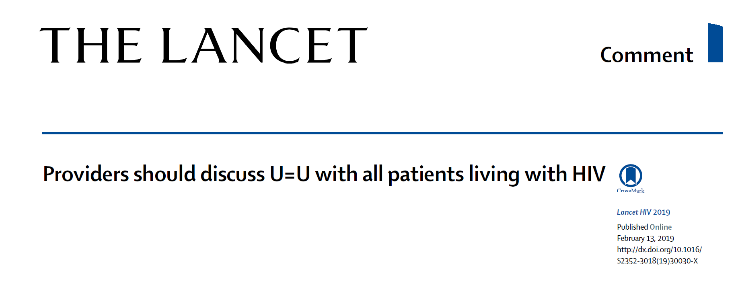 THE LANCET
Comment
Providers should discuss U=U with all patients living with HIV
CrossMark
Lancet HIV 2019
Published Online
February 13, 2019
http://dx.doi.org/10.1016/
S2352-3018(19)30030-X